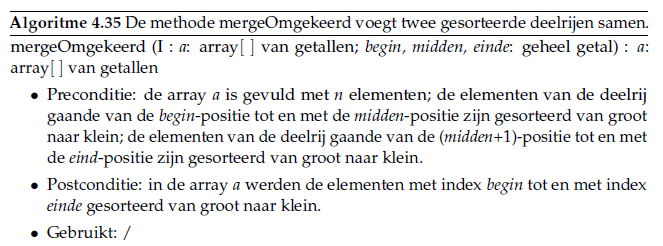 Algoritme 4.35 De methode mergeOmgekeerd voegt twee gesorteerde deelrijen samen.
mergeOmgekeerd (I : a: array[ ] van getallen; begin, midden, einde: geheel getal) : a:
array[ ] van getallen
• Preconditie: de array a is gevuld met n elementen; de elementen van de deelrij
gaande van de begin-positie tot en met de midden-positie zijn gesorteerd van groot
naar klein; de elementen van de deelrij gaande van de (midden+1)-positie tot en met
de eind-positie zijn gesorteerd van groot naar klein.
• Postconditie: in de array a werden de elementen met index begin tot en met index
einde gesorteerd van groot naar klein.
• Gebruikt: /